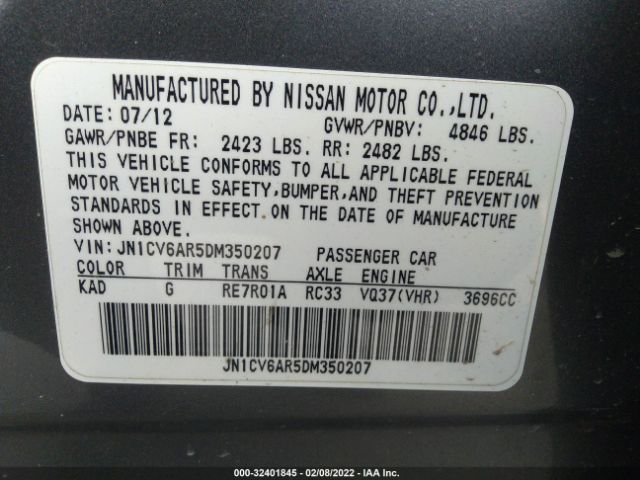 MANUFACTURED BY NISSAN MOTOR CO.,LTD.
DATE: 07/12 GVWR/PNBV: 4846 LBS.
GAWR/PNBE FR: 2423 LBS. RR: 2482 LBS.
THIS VEHICLE CONFORMS TO ALL APPLICABLE FEDERAL
MOTOR VEHICLE SAFETY,BUMPER,AND THEFT PREVENTION
STANDARDS IN EFFECT ON THE DATE OF MANUFACTURE
SHOWN ABOVE.
VIN: JN1CV6AR5DM350207 PASSENGER CAR
COLOR TRIM TRANS AXLE ENGINE
KAD G RE7R01A RC33 VQ37(VHR) 3696CC
JN1CV6AR5DM350207
000-32401845 - 02/08/2022 - IAA Inc.